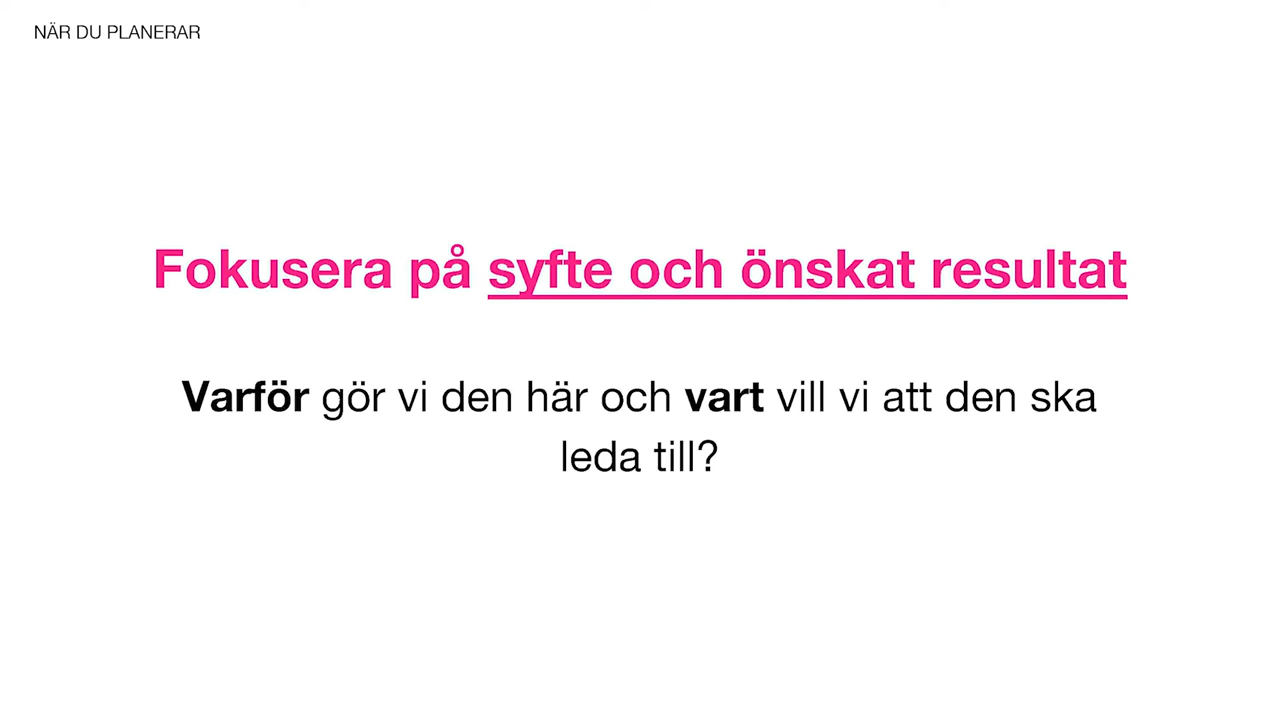 NÄR DU PLANERAR
Fokusera på syfte och önskat resultat
Varför gör vi den här och vart vill vi att den ska
leda till?